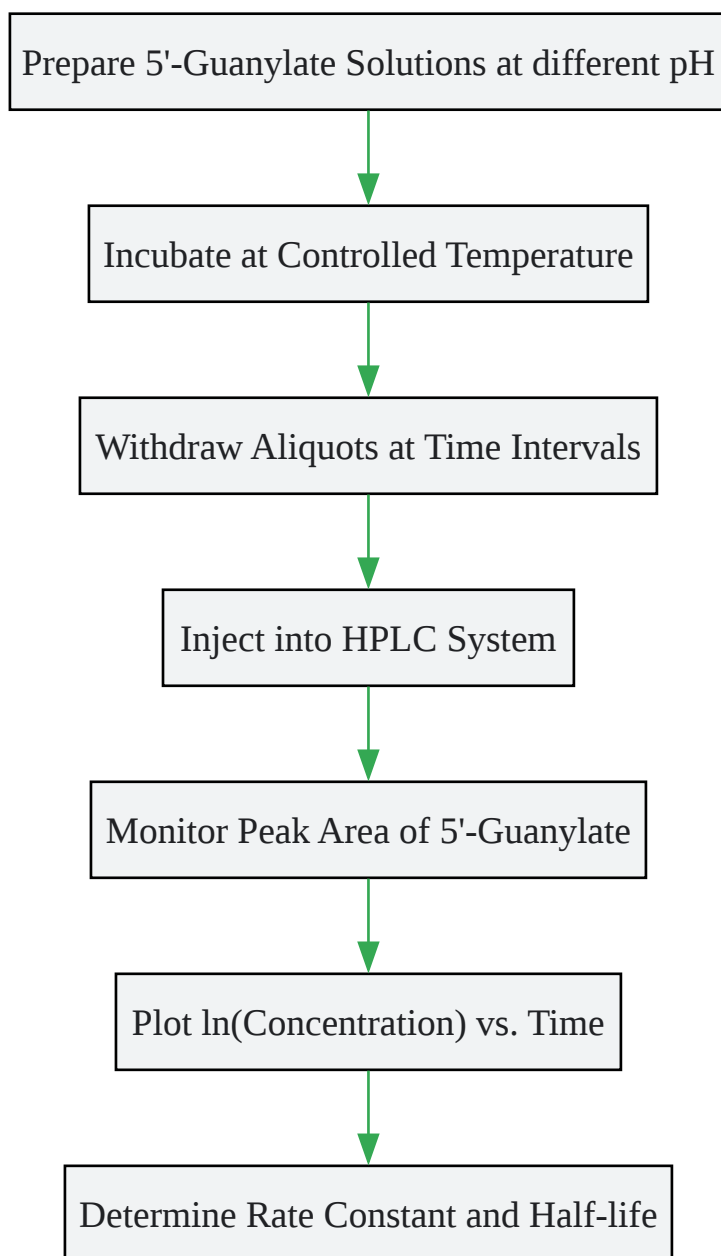 Prepare 5'-Guanylate Solutions at different pH
Incubate at Controlled Temperature
Withdraw Aliquots at Time Intervals
Inject into HPLC System
Monitor Peak Area of 5'-Guanylate
Plot ln(Concentration) vs. Time
Determine Rate Constant and Half-life